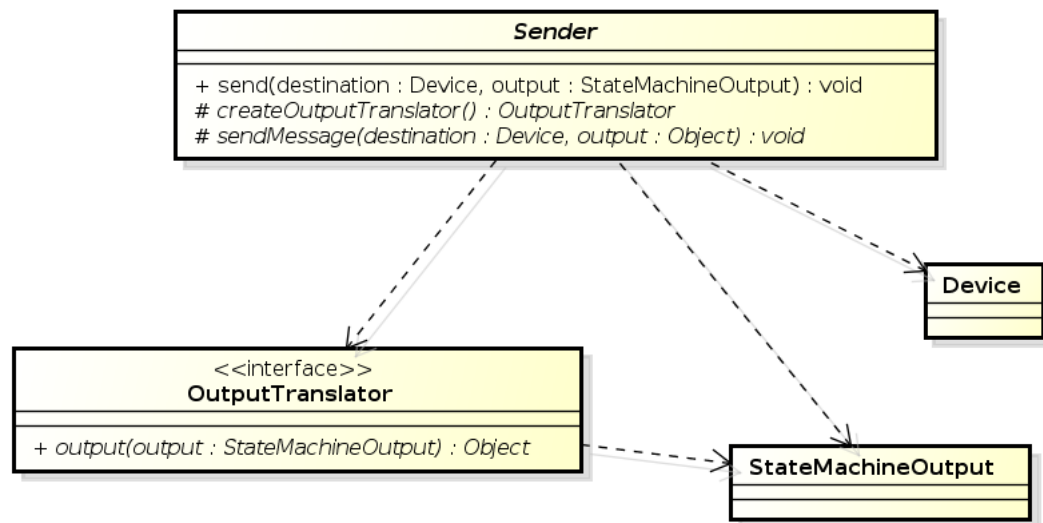 Sender
+ send(destination : Device, output : StateMachineOutput) : void
# createOutputTranslator() : OutputTranslator
# sendMessage(destination : Device, output : Object) : void
Device
<<interface>>
OutputTranslator
+ output(output : StateMachineOutput) : Object
StateMachineOutput